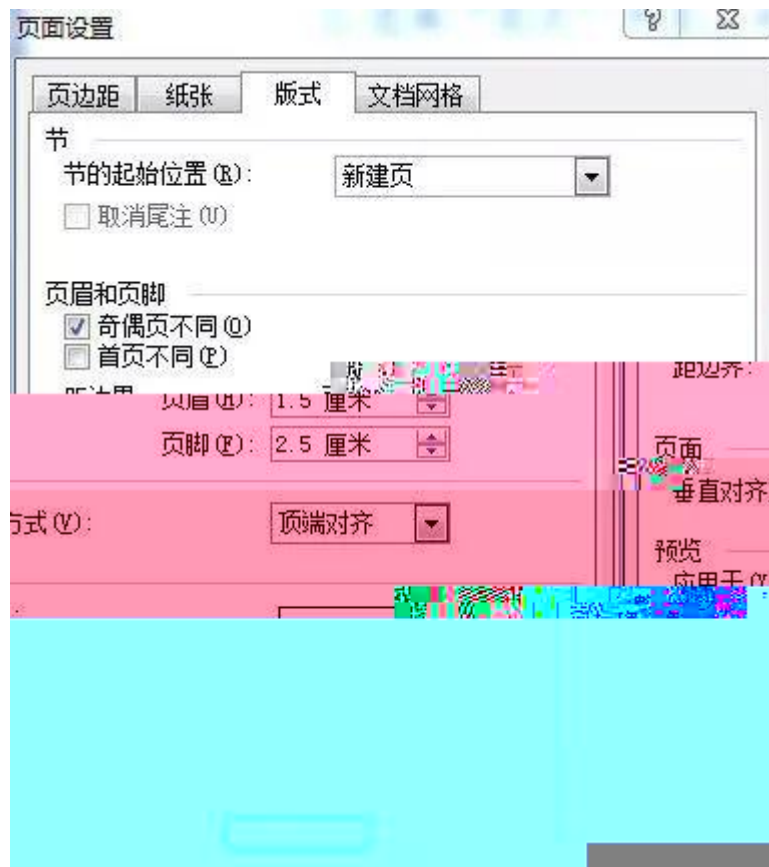 页面设置
页边距 纸张 版式 文档网格
节
节的起始位置(R): 新建页
取消尾注(U)
页眉和页脚
奇偶页不同(O)
首页不同(P)
距边界:
页眉(H): 1.5 厘米
页脚(F): 2.5 厘米
页面
垂直对齐
方式(V): 顶端对齐
预览
应用于(Y